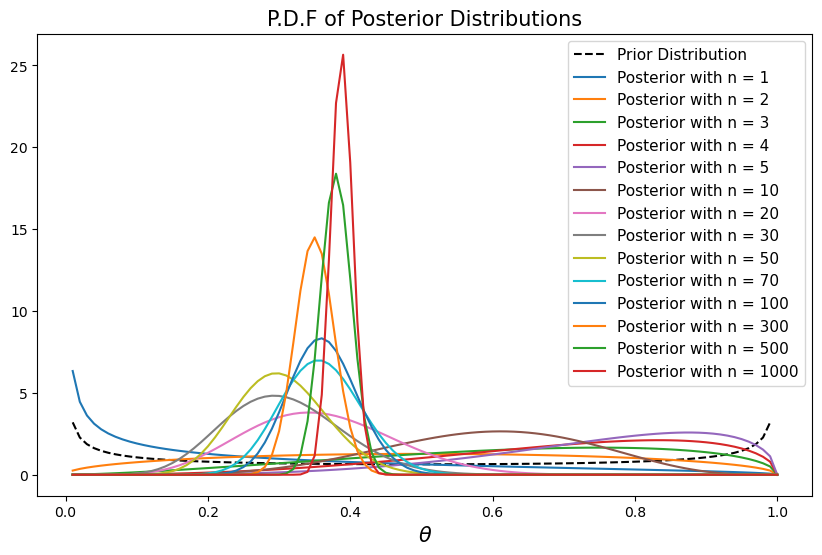 P.D.F of Posterior Distributions
25
20
15
10
5
0
0.0
0.2
0.4
0.6
0.8
1.0
θ
Prior Distribution
Posterior with n = 1
Posterior with n = 2
Posterior with n = 3
Posterior with n = 4
Posterior with n = 5
Posterior with n = 10
Posterior with n = 20
Posterior with n = 30
Posterior with n = 50
Posterior with n = 70
Posterior with n = 100
Posterior with n = 300
Posterior with n = 500
Posterior with n = 1000